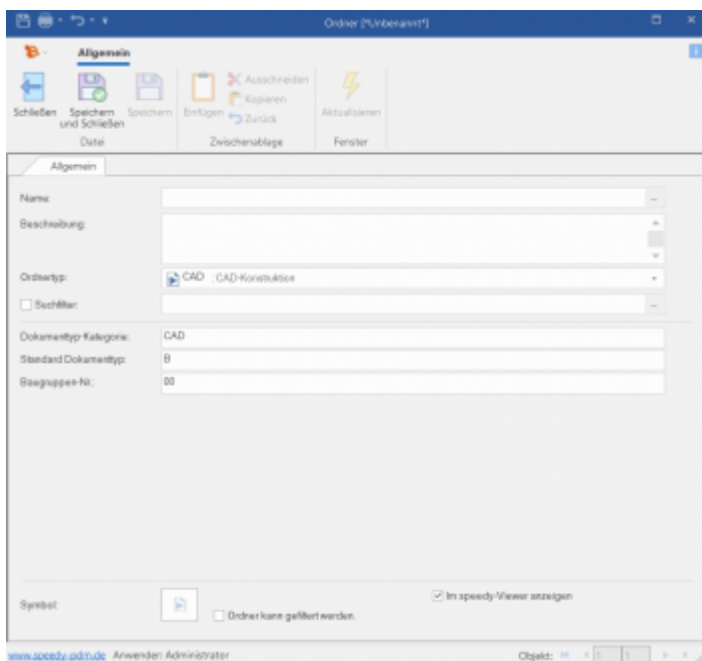 Ordner [*Unbenannt*]
Allgemein
Schließen
Speichern und Schließen
Speichern
Einfügen
Ausschneiden
Kopieren
Zurück
Aktualisieren
Datei
Zwischenablage
Fenster
Allgemein
Name:
Beschreibung:
Ordnertyp: CAD : CAD-Konstruktion
Suchfilter:
Dokumenttyp-Kategorie: CAD
Standard Dokumenttyp: B
Baugruppen-Nr.: 00
Im speedy-Viewer anzeigen
Symbol:
Ordner kann gefiltert werden.
www.speedy-pdm.de Anwender: Administrator Objekt: 1 1